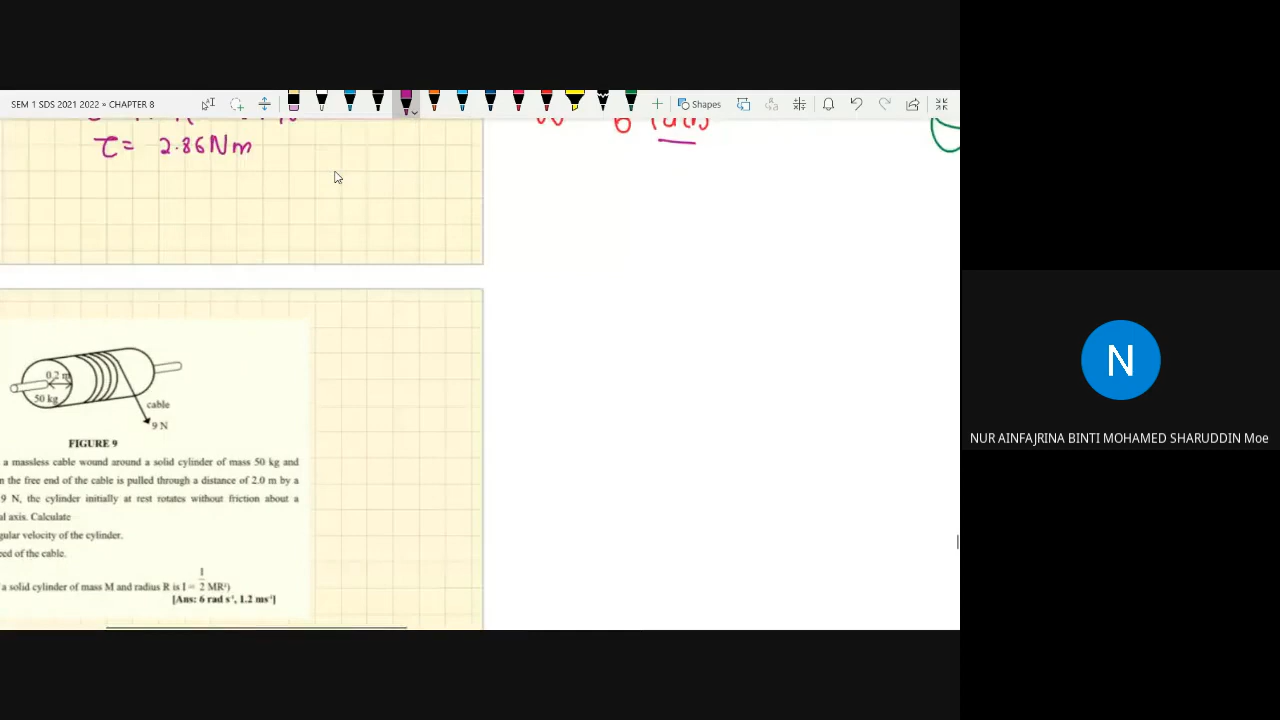 SEM 1 SDS 2021 2022 » CHAPTER 8
Shapes
τ = 2.86 Nm
0.2 m
50 kg
cable
9 N
FIGURE 9
a massless cable wound around a solid cylinder of mass 50 kg and
n the free end of the cable is pulled through a distance of 2.0 m by a
9 N, the cylinder initially at rest rotates without friction about a
al axis. Calculate
gular velocity of the cylinder.
eed of the cable.
a solid cylinder of mass M and radius R is I = 1/2 MR²)
[Ans: 6 rad s⁻¹, 1.2 ms⁻¹]
N
NUR AINFAJRINA BINTI MOHAMED SHARUDDIN Moe